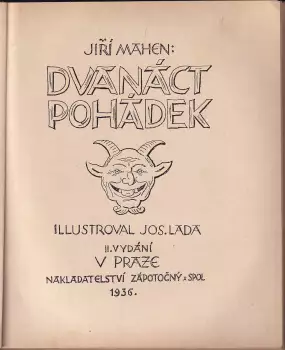 JIŘÍ MAHEN:
DVANÁCT
POHÁDEK
ILLUSTROVAL JOS. LADA
II. VYDÁNÍ
V PRAZE
NAKLADATELSTVÍ ZÁPOTOČNÝ A SPOL
1936.